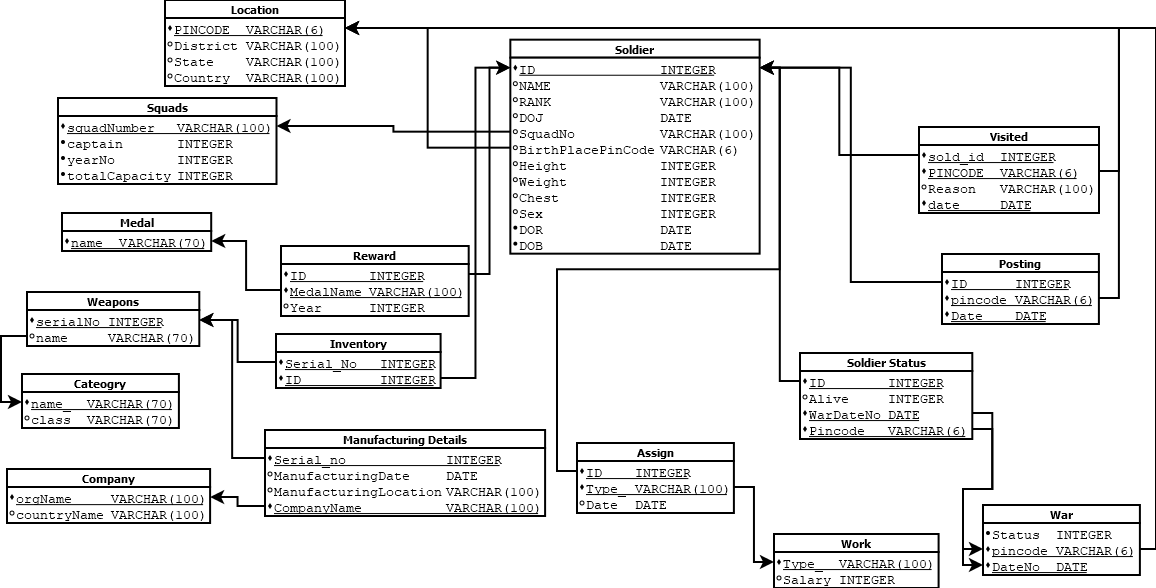 Location
PINCODE VARCHAR(6)
District VARCHAR(100)
State VARCHAR(100)
Country VARCHAR(100)
Soldier
ID INTEGER
NAME VARCHAR(100)
RANK VARCHAR(100)
DOJ DATE
SquadNo VARCHAR(100)
BirthPlacePinCode VARCHAR(6)
Height INTEGER
Weight INTEGER
Chest INTEGER
Sex INTEGER
DOR DATE
DOB DATE
Squads
squadNumber VARCHAR(100)
captain INTEGER
yearNo INTEGER
totalCapacity INTEGER
Visited
sold_id INTEGER
PINCODE VARCHAR(6)
Reason VARCHAR(100)
date DATE
Medal
name VARCHAR(70)
Reward
ID INTEGER
MedalName VARCHAR(100)
Year INTEGER
Posting
ID INTEGER
pincode VARCHAR(6)
Date DATE
Weapons
serialNo INTEGER
name VARCHAR(70)
Inventory
Serial_No INTEGER
ID INTEGER
Soldier Status
ID INTEGER
Alive INTEGER
WarDateNo DATE
Pincode VARCHAR(6)
Cateogry
name_ VARCHAR(70)
class VARCHAR(70)
Manufacturing Details
Serial_no INTEGER
ManufacturingDate DATE
ManufacturingLocation VARCHAR(100)
CompanyName VARCHAR(100)
Assign
ID INTEGER
Type_ VARCHAR(100)
Date DATE
Company
orgName VARCHAR(100)
countryName VARCHAR(100)
War
Status INTEGER
pincode VARCHAR(6)
DateNo DATE
Work
Type_ VARCHAR(100)
Salary INTEGER